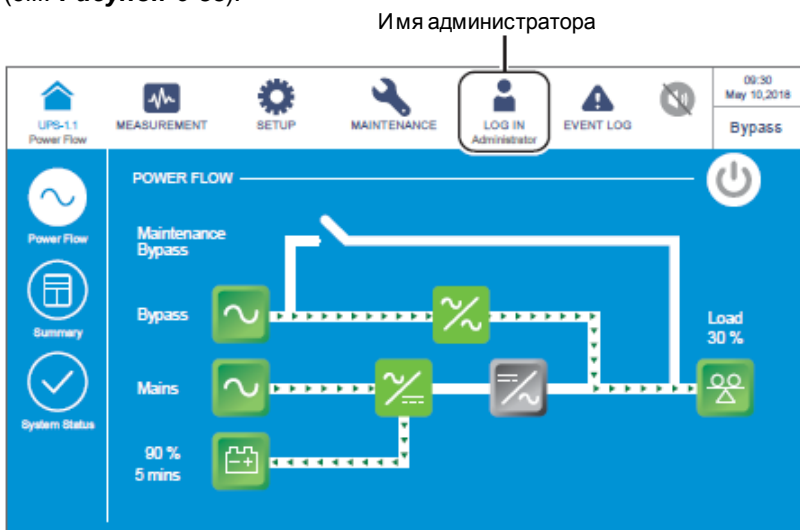 Имя администратора
09:30
May 10,2018
UPS-1.1
Power Flow
MEASUREMENT
SETUP
MAINTENANCE
LOG IN
Administrator
EVENT LOG
Bypass
POWER FLOW
Power Flow
Maintenance
Bypass
Bypass
Summary
Load
30 %
Mains
System Status
90 %
5 mins